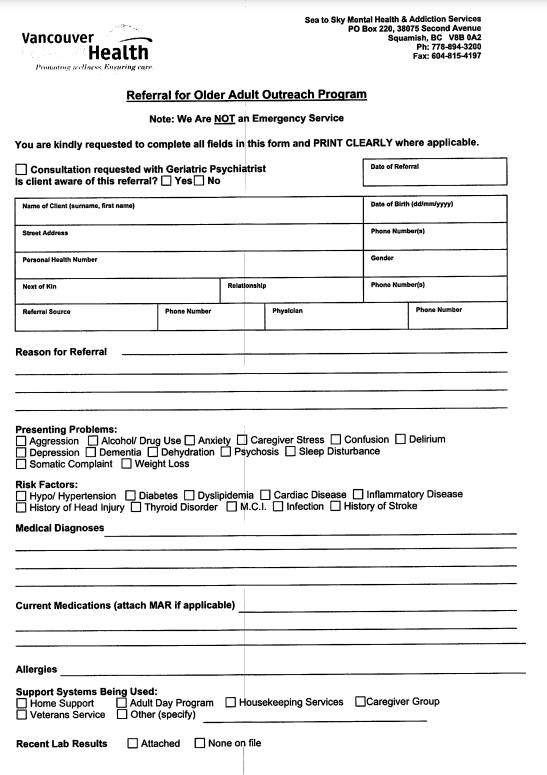 Vancouver
Health
Promoting wellness. Ensuring care.
Sea to Sky Mental Health & Addiction Services
PO Box 220, 38075 Second Avenue
Squamish, BC V8B 0A2
Ph: 778-894-3200
Fax: 604-815-4197
Referral for Older Adult Outreach Program
Note: We Are NOT an Emergency Service
You are kindly requested to complete all fields in this form and PRINT CLEARLY where applicable.
Consultation requested with Geriatric Psychiatrist
Is client aware of this referral? Yes No
Date of Referral
Name of Client (surname, first name) Date of Birth (dd/mm/yyyy)
Street Address Phone Number(s)
Personal Health Number Gender
Next of Kin Relationship Phone Number(s)
Referral Source Phone Number Physician Phone Number
Reason for Referral
Presenting Problems:
Aggression Alcohol/ Drug Use Anxiety Caregiver Stress Confusion Delirium
Depression Dementia Dehydration Psychosis Sleep Disturbance
Somatic Complaint Weight Loss
Risk Factors:
Hypo/ Hypertension Diabetes Dyslipidemia Cardiac Disease Inflammatory Disease
History of Head Injury Thyroid Disorder M.C.I. Infection History of Stroke
Medical Diagnoses
Current Medications (attach MAR if applicable)
Allergies
Support Systems Being Used:
Home Support Adult Day Program Housekeeping Services Caregiver Group
Veterans Service Other (specify)
Recent Lab Results Attached None on file